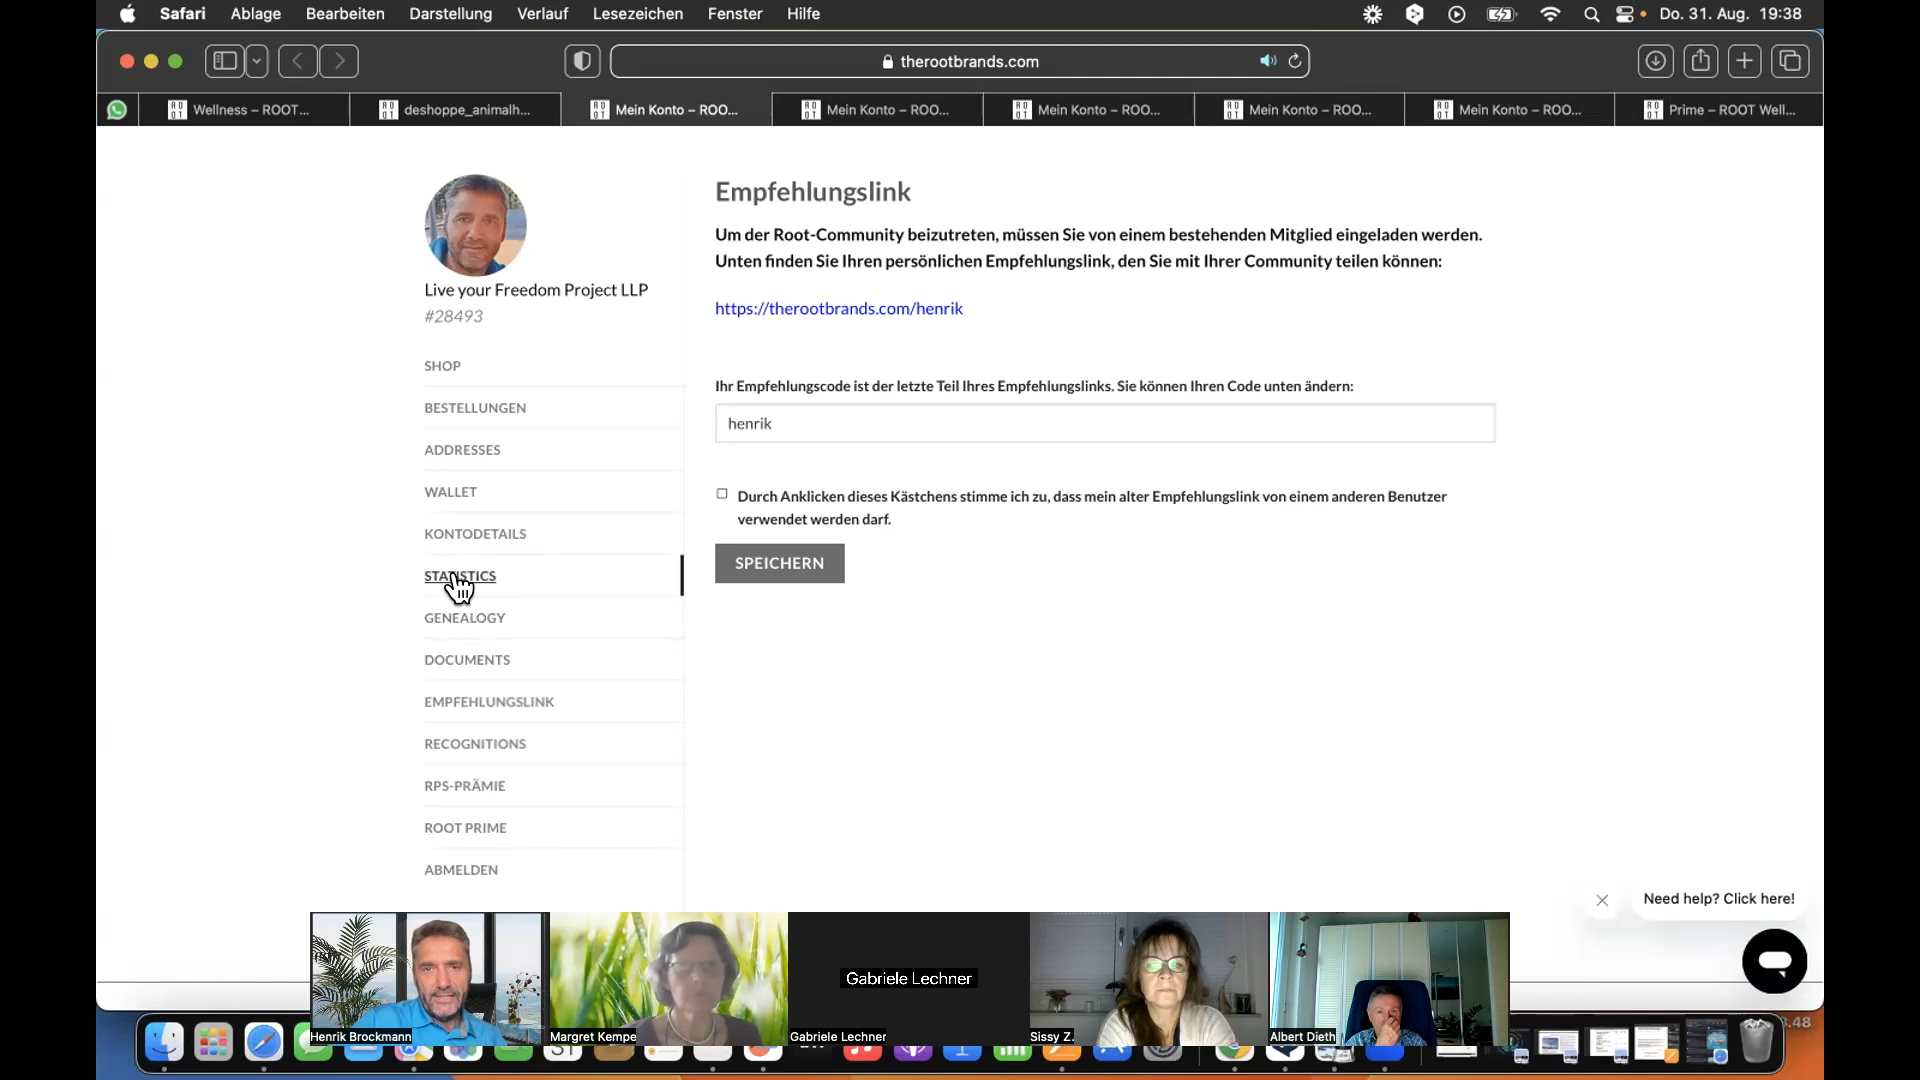 Safari Ablage Bearbeiten Darstellung Verlauf Lesezeichen Fenster Hilfe Do. 31. Aug. 19:38
therootbrands.com
Wellness – ROOT... deshoppe_animalh... Mein Konto – ROO... Mein Konto – ROO... Mein Konto – ROO... Mein Konto – ROO... Mein Konto – ROO... Prime – ROOT Well...
Live your Freedom Project LLP
#28493
SHOP
BESTELLUNGEN
ADDRESSES
WALLET
KONTODETAILS
STATISTICS
GENEALOGY
DOCUMENTS
EMPFEHLUNGSLINK
RECOGNITIONS
RPS-PRÄMIE
ROOT PRIME
ABMELDEN
Empfehlungslink
Um der Root-Community beizutreten, müssen Sie von einem bestehenden Mitglied eingeladen werden.
Unten finden Sie Ihren persönlichen Empfehlungslink, den Sie mit Ihrer Community teilen können:
https://therootbrands.com/henrik
Ihr Empfehlungscode ist der letzte Teil Ihres Empfehlungslinks. Sie können Ihren Code unten ändern:
henrik
Durch Anklicken dieses Kästchens stimme ich zu, dass mein alter Empfehlungslink von einem anderen Benutzer
verwendet werden darf.
SPEICHERN
Need help? Click here!
Gabriele Lechner
Henrik Brockmann Margret Kempe Gabriele Lechner Sissy Z. Albert Dieth